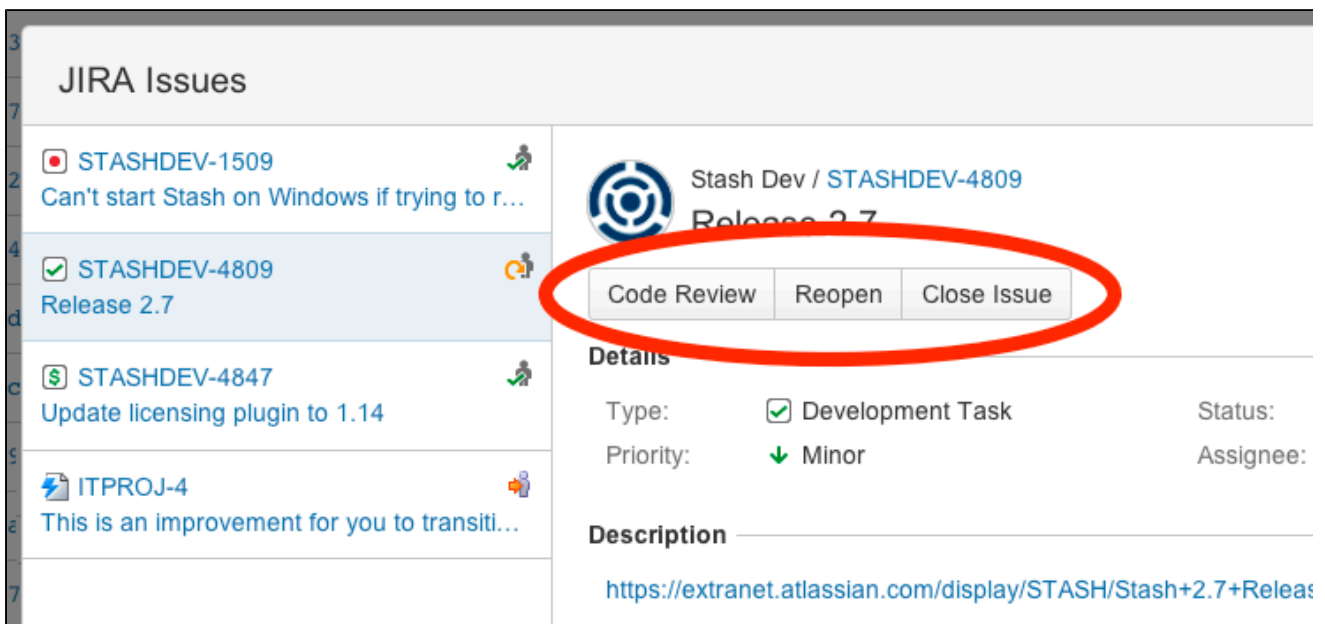 JIRA Issues
STASHDEV-1509
Can't start Stash on Windows if trying to r...
STASHDEV-4809
Release 2.7
STASHDEV-4847
Update licensing plugin to 1.14
ITPROJ-4
This is an improvement for you to transiti...
Stash Dev / STASHDEV-4809
Release 2.7
Code Review Reopen Close Issue
Details
Type: Development Task Status:
Priority: Minor Assignee:
Description
https://extranet.atlassian.com/display/STASH/Stash+2.7+Releas